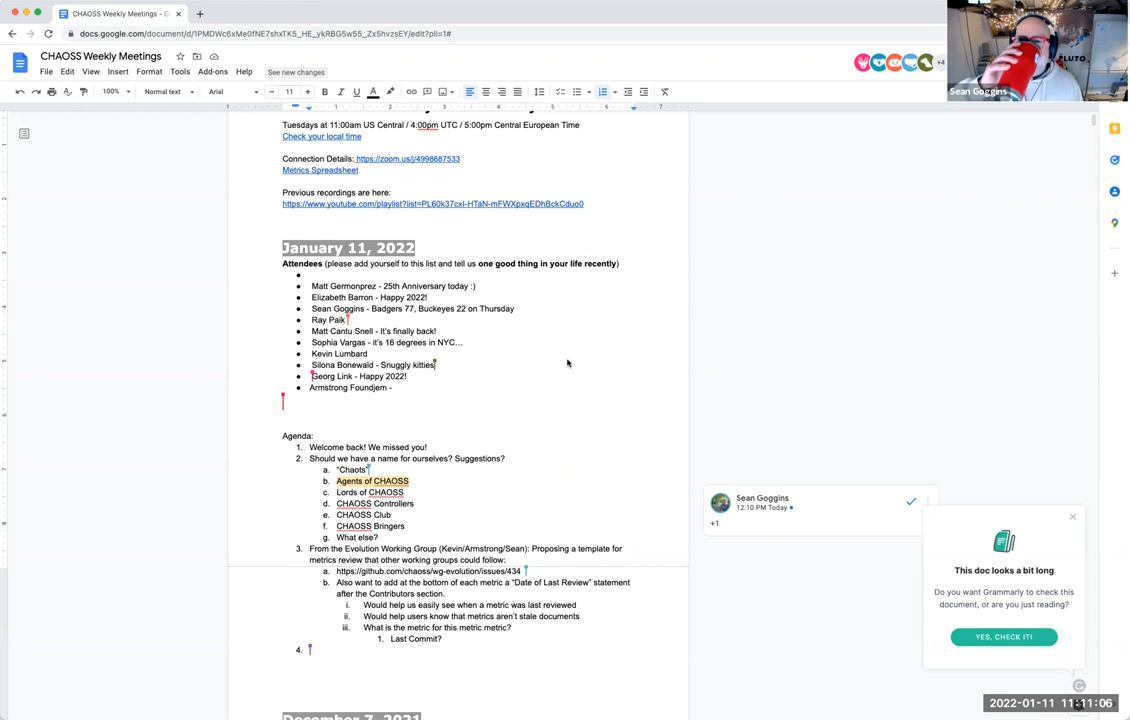 CHAOSS Weekly Meetings - G
docs.google.com/document/d/1PMDWc6xMe0fNE7shxTK5_HE_ykRBG5w55_Zx5hvzsEY/edit?pli=1#
CHAOSS Weekly Meetings
File Edit View Insert Format Tools Add-ons Help See new changes
+4
PLUTO
Sean Goggins
100% Normal text Arial 11
1 1 2 3 4 5 6 7
Tuesdays at 11:00am US Central / 4:00pm UTC / 5:00pm Central European Time
Check your local time
Connection Details: https://zoom.us/j/4998687533
Metrics Spreadsheet
Previous recordings are here:
https://www.youtube.com/playlist?list=PL60k37cxI-HTaN-mFWXpxqEDhBckCduo0
January 11, 2022
Attendees (please add yourself to this list and tell us one good thing in your life recently)
Matt Germonprez - 25th Anniversary today :)
Elizabeth Barron - Happy 2022!
Sean Goggins - Badgers 77, Buckeyes 22 on Thursday
Ray Paik
Matt Cantu Snell - It's finally back!
Sophia Vargas - it's 16 degrees in NYC...
Kevin Lumbard
Silona Bonewald - Snuggly kitties
Georg Link - Happy 2022!
Armstrong Foundjem -
Agenda:
1. Welcome back! We missed you!
2. Should we have a name for ourselves? Suggestions?
a. "Chaots"
b. Agents of CHAOSS
c. Lords of CHAOSS
d. CHAOSS Controllers
e. CHAOSS Club
f. CHAOSS Bringers
g. What else?
3. From the Evolution Working Group (Kevin/Armstrong/Sean): Proposing a template for
metrics review that other working groups could follow:
a. https://github.com/chaoss/wg-evolution/issues/434
b. Also want to add at the bottom of each metric a "Date of Last Review" statement
after the Contributors section.
i. Would help us easily see when a metric was last reviewed
ii. Would help users know that metrics aren't stale documents
iii. What is the metric for this metric metric?
1. Last Commit?
4.
December 7, 2021
Sean Goggins
12:10 PM Today
+1
This doc looks a bit long
Do you want Grammarly to check this
document, or are you just reading?
YES, CHECK IT!
2022-01-11 11:11:06